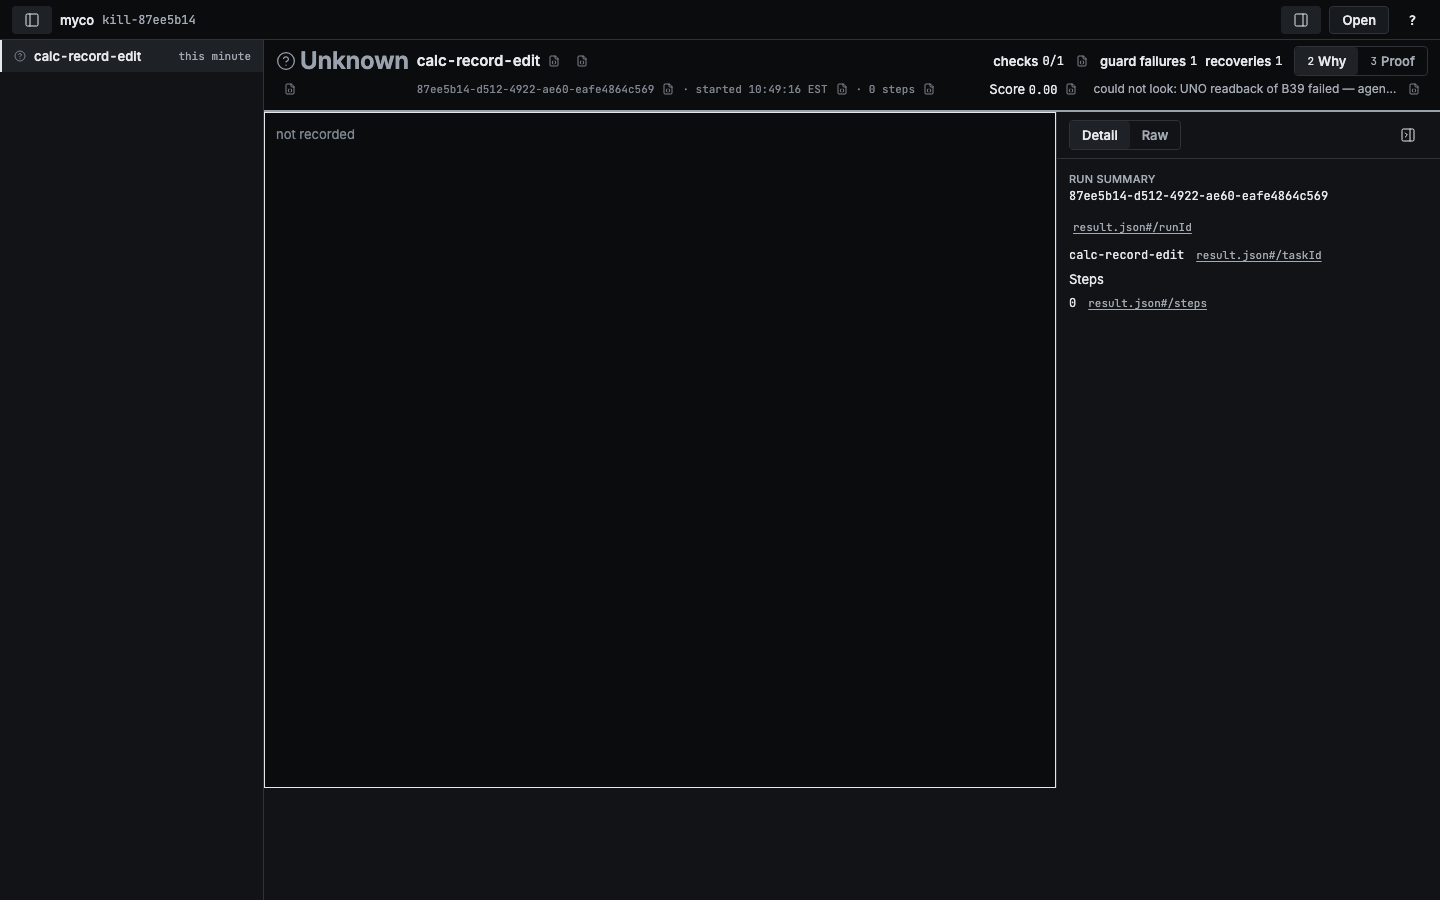 myco kill-87ee5b14
Open ?
calc-record-edit this minute
Unknown calc-record-edit
checks 0/1 guard failures 1 recoveries 1
2 Why 3 Proof
87ee5b14-d512-4922-ae60-eafe4864c569 · started 10:49:16 EST · 0 steps
Score 0.00 could not look: UNO readback of B39 failed — agen...
not recorded
Detail Raw
RUN SUMMARY
87ee5b14-d512-4922-ae60-eafe4864c569
result.json#/runId
calc-record-edit result.json#/taskId
Steps
0 result.json#/steps